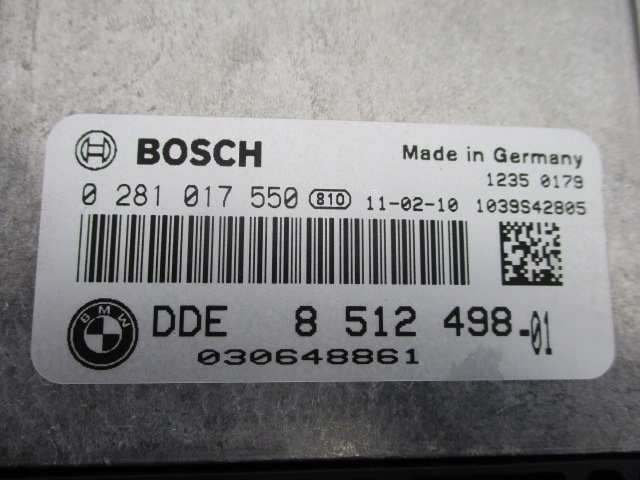 BOSCH Made in Germany
1235 0179
0 281 017 550 810 11-02-10 1039S42805
BMW DDE 8 512 498-01
030648861